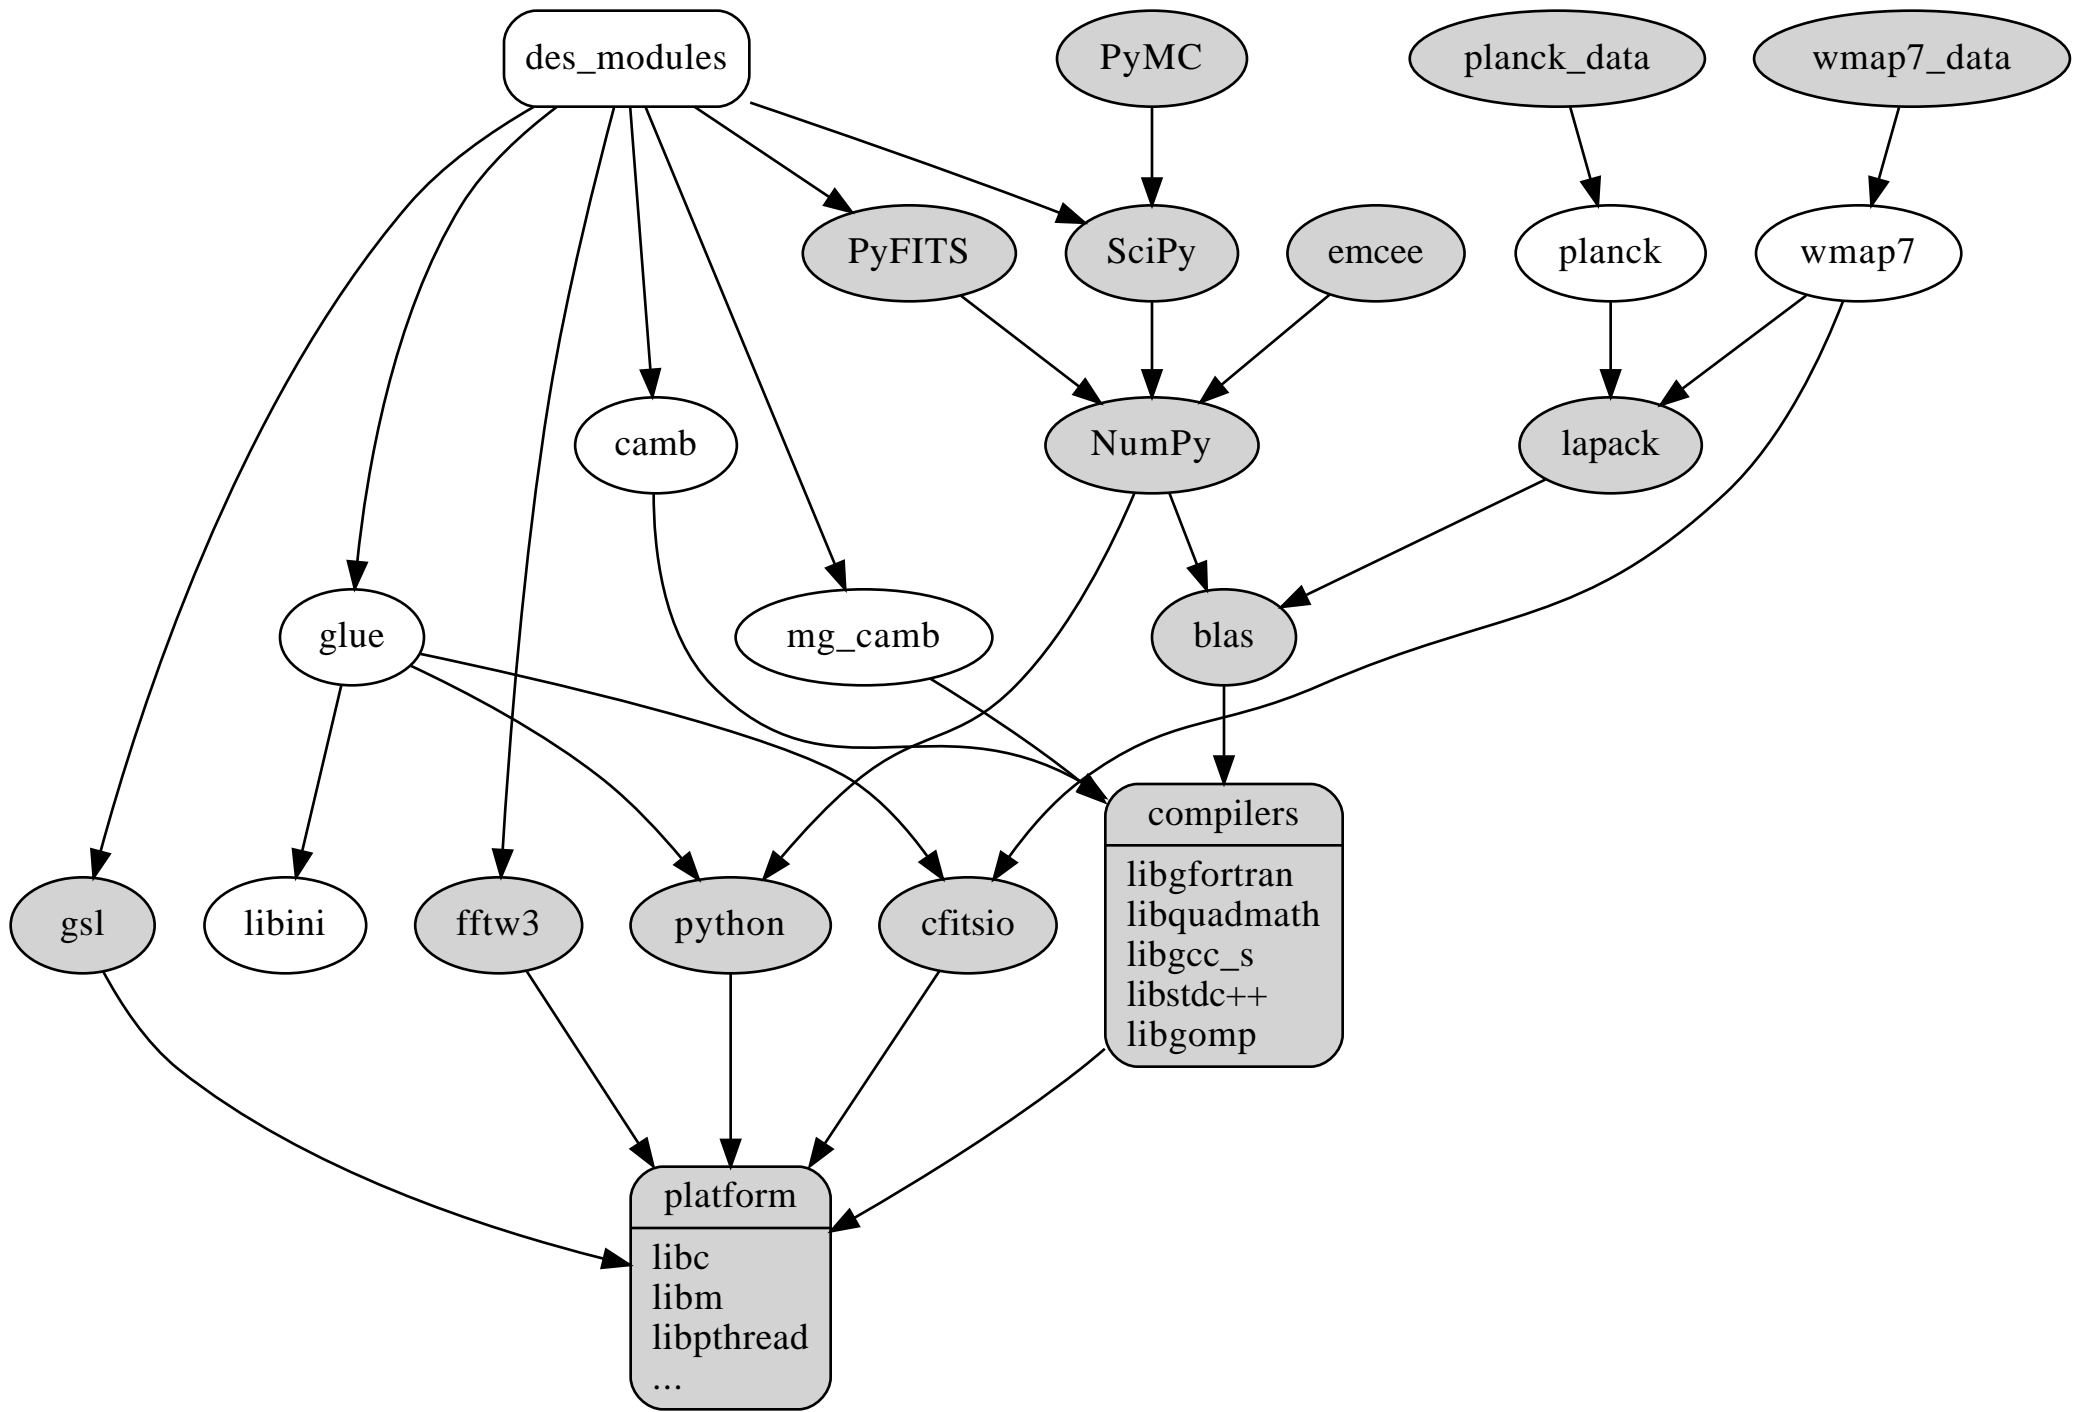 des_modules
PyMC
planck_data
wmap7_data
PyFITS
SciPy
emcee
planck
wmap7
camb
NumPy
lapack
glue
mg_camb
blas
compilers
libgfortran
libquadmath
libgcc_s
libstdc++
libgomp
gsl
libini
fftw3
python
cfitsio
platform
libc
libm
libpthread
...